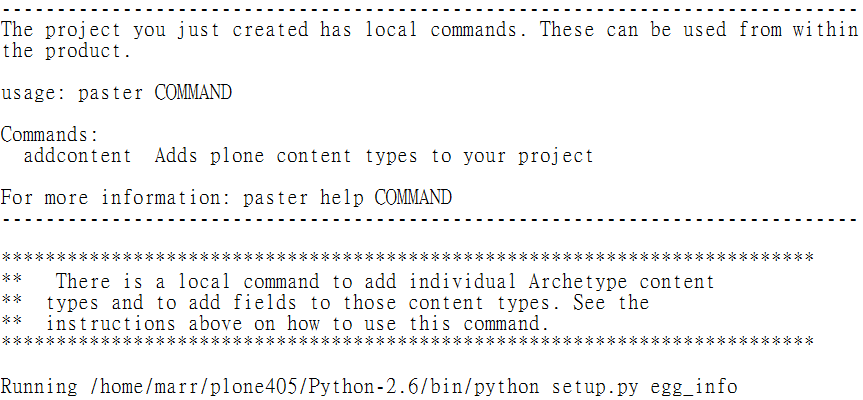 ------------------------------------------------------------------------------
The project you just created has local commands. These can be used from within
the product.

usage: paster COMMAND

Commands:
  addcontent  Adds plone content types to your project

For more information: paster help COMMAND
------------------------------------------------------------------------------

**************************************************************************
**   There is a local command to add individual Archetype content
**  types and to add fields to those content types. See the
**  instructions above on how to use this command.
**************************************************************************

Running /home/marr/plone405/Python-2.6/bin/python setup.py egg_info